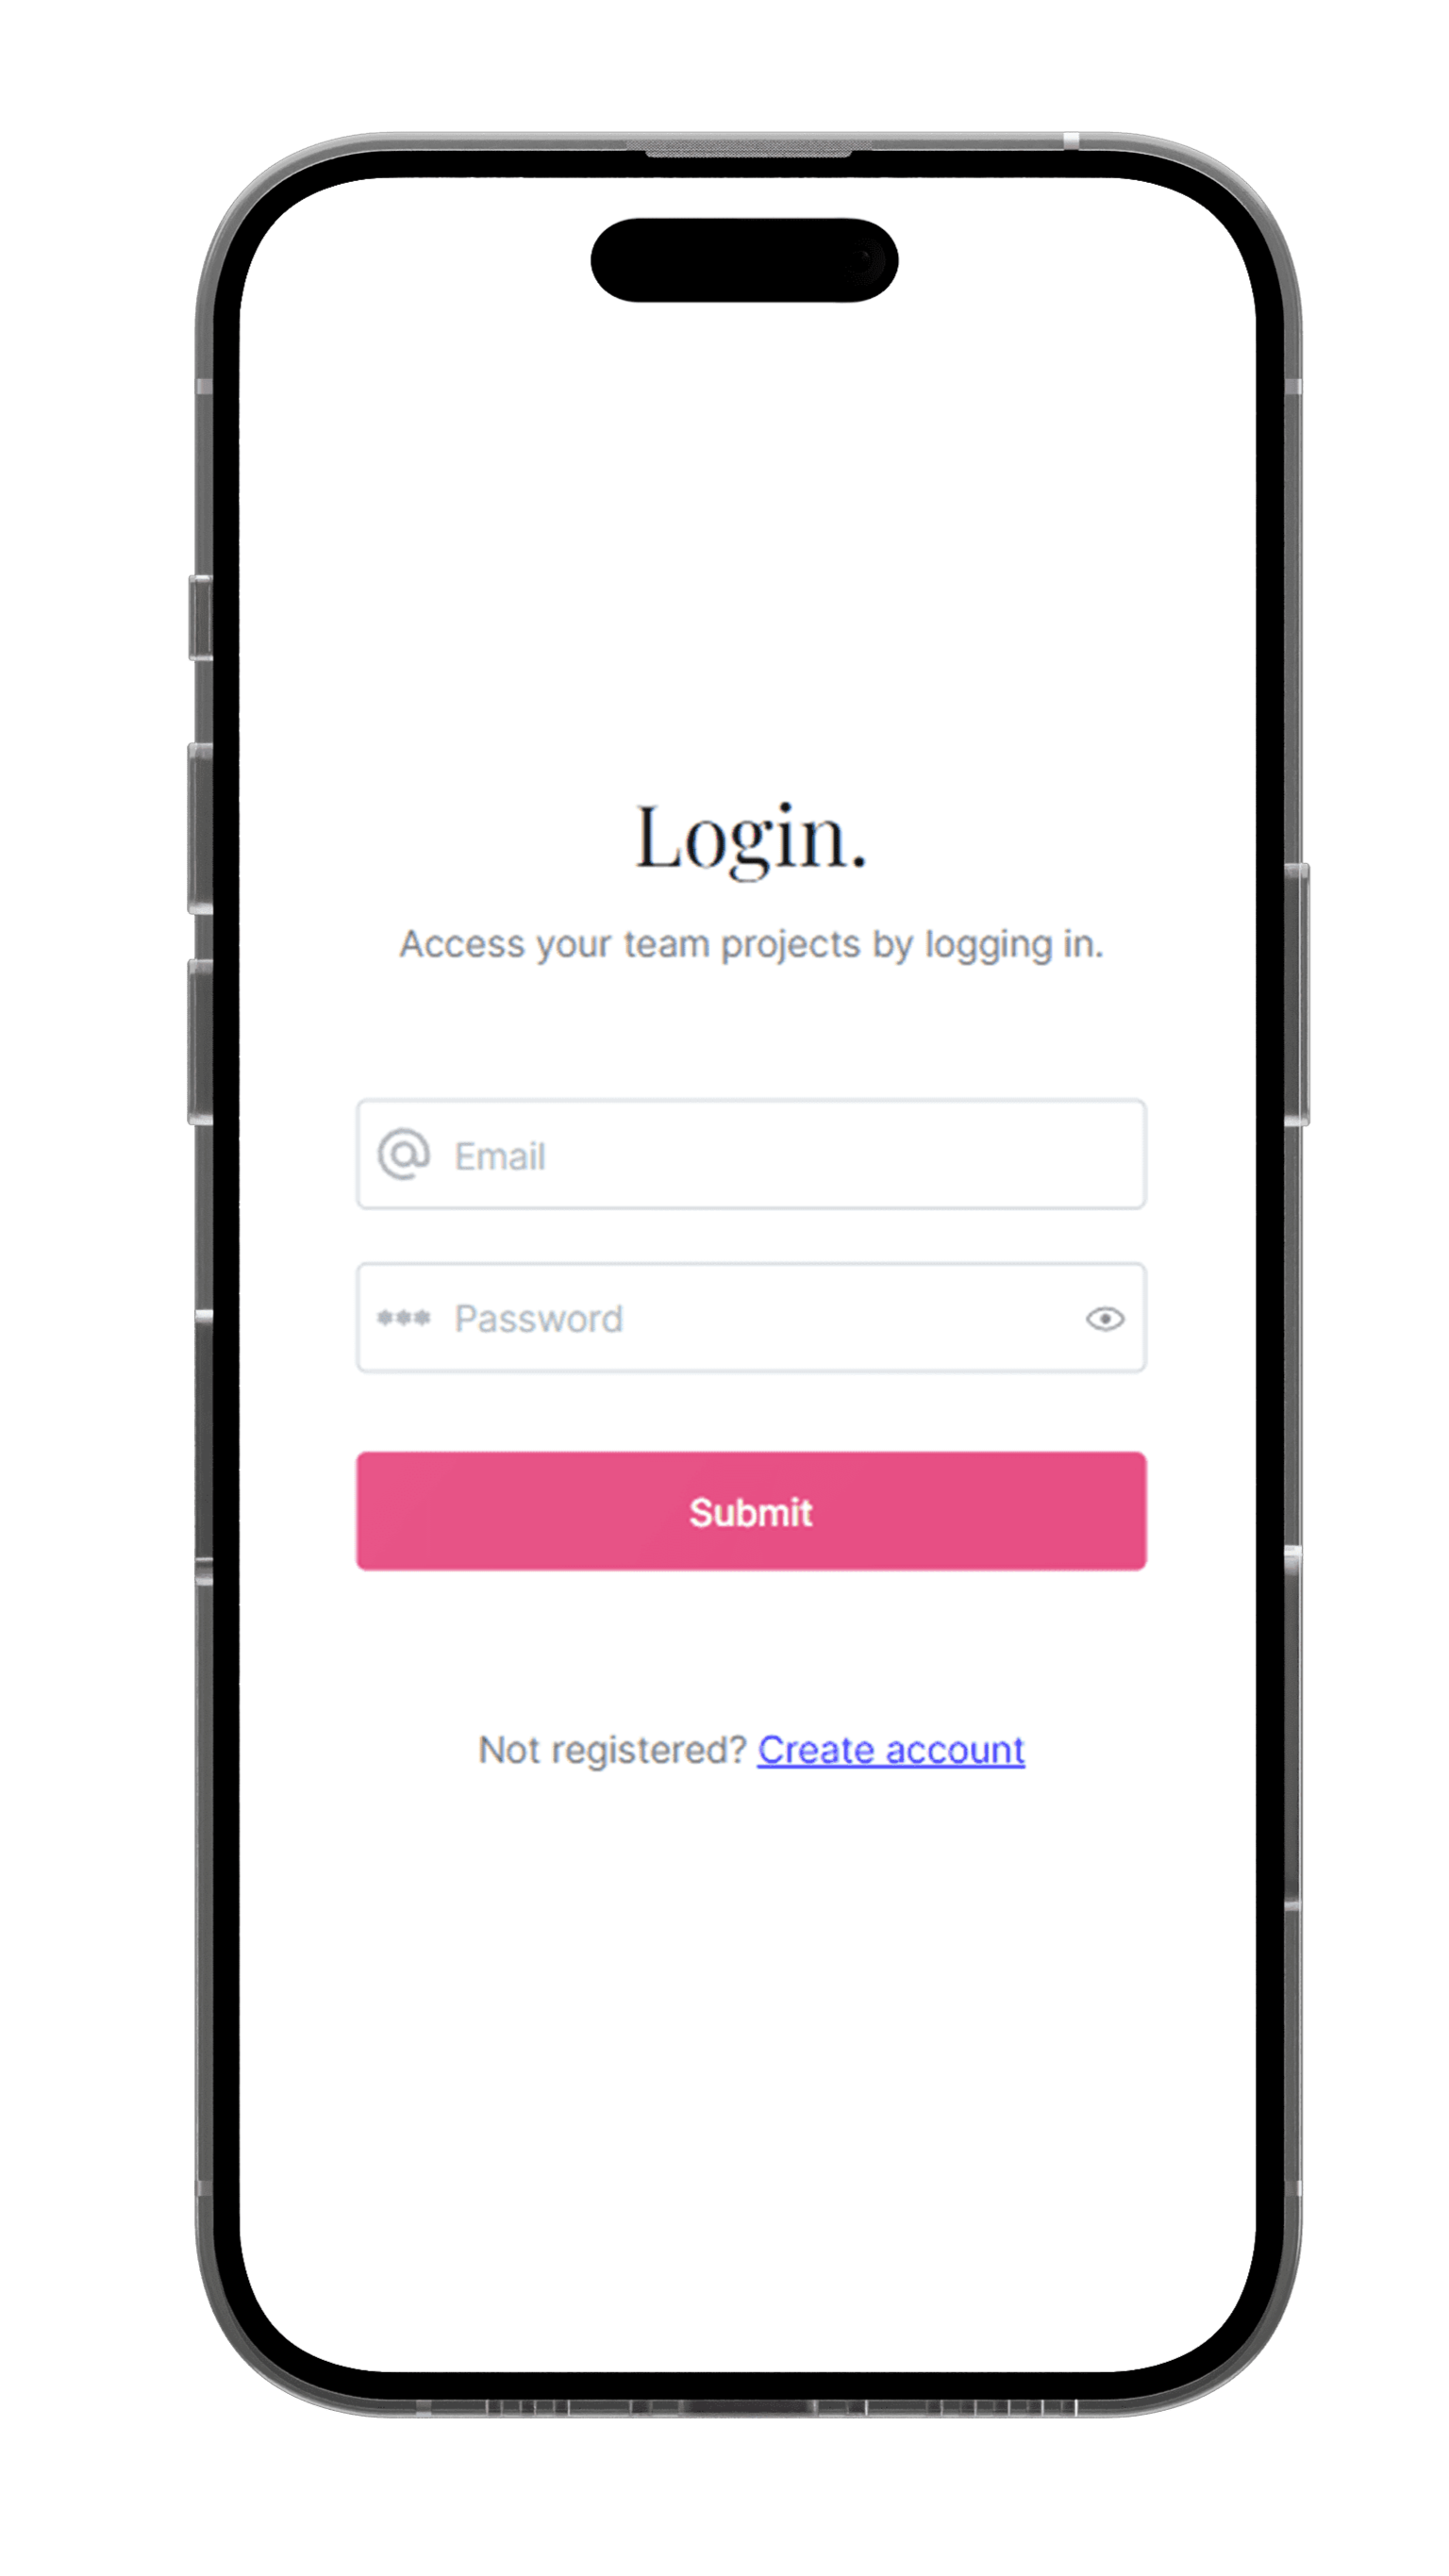 Login.
Access your team projects by logging in.
@ Email
*** Password
Submit
Not registered? Create account